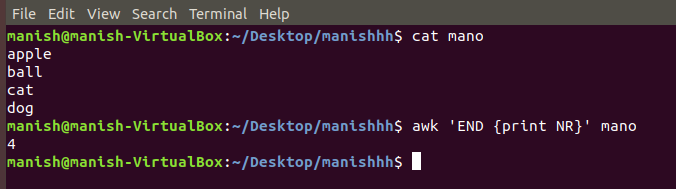 File Edit View Search Terminal Help
manish@manish-VirtualBox:~/Desktop/manishhh$ cat mano
apple
ball
cat
dog
manish@manish-VirtualBox:~/Desktop/manishhh$ awk 'END {print NR}' mano
4
manish@manish-VirtualBox:~/Desktop/manishhh$